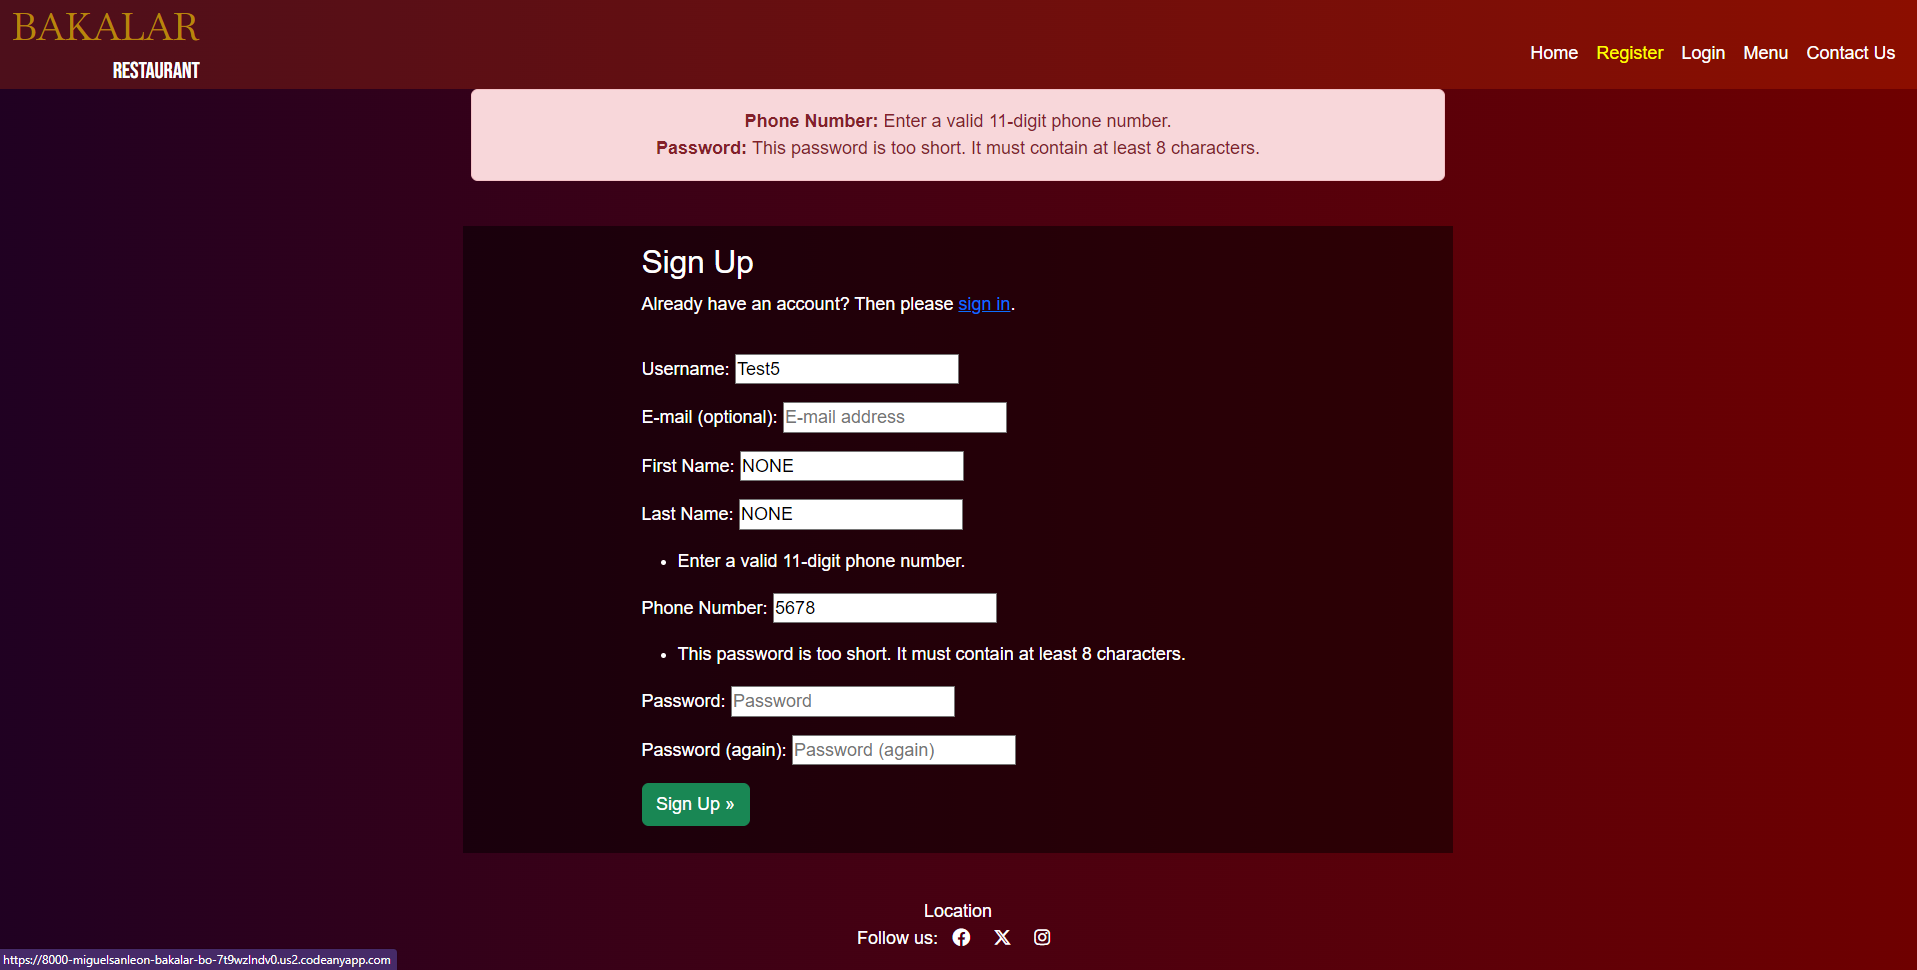 BAKALAR
RESTAURANT
Home Register Login Menu Contact Us
Phone Number: Enter a valid 11-digit phone number.
Password: This password is too short. It must contain at least 8 characters.
Sign Up
Already have an account? Then please sign in.
Username: Test5
E-mail (optional): E-mail address
First Name: NONE
Last Name: NONE
• Enter a valid 11-digit phone number.
Phone Number: 5678
• This password is too short. It must contain at least 8 characters.
Password: Password
Password (again): Password (again)
Sign Up »
Location
Follow us:
https://8000-miguelsanleon-bakalar-bo-7t9wzlndv0.us2.codeanyapp.com